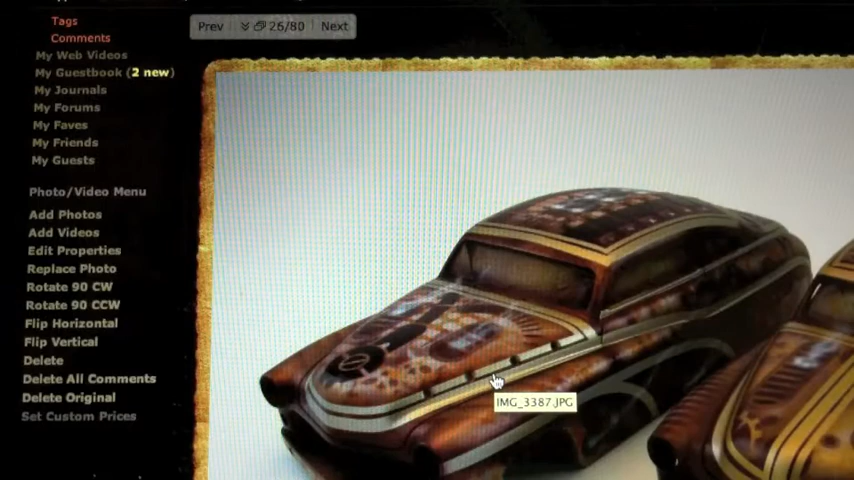 Tags
Comments
My Web Videos
My Guestbook (2 new)
My Journals
My Forums
My Faves
My Friends
My Guests
Photo/Video Menu
Add Photos
Add Videos
Edit Properties
Replace Photo
Rotate 90 CW
Rotate 90 CCW
Flip Horizontal
Flip Vertical
Delete
Delete All Comments
Delete Original
Set Custom Prices
Prev 26/80 Next
IMG_3387.JPG